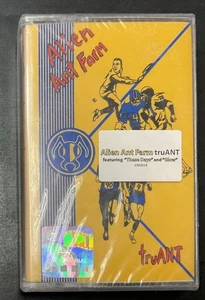 Alien
Ant Farm
Alien Ant Farm truANT
featuring "These Days" and "Glow"
truANT